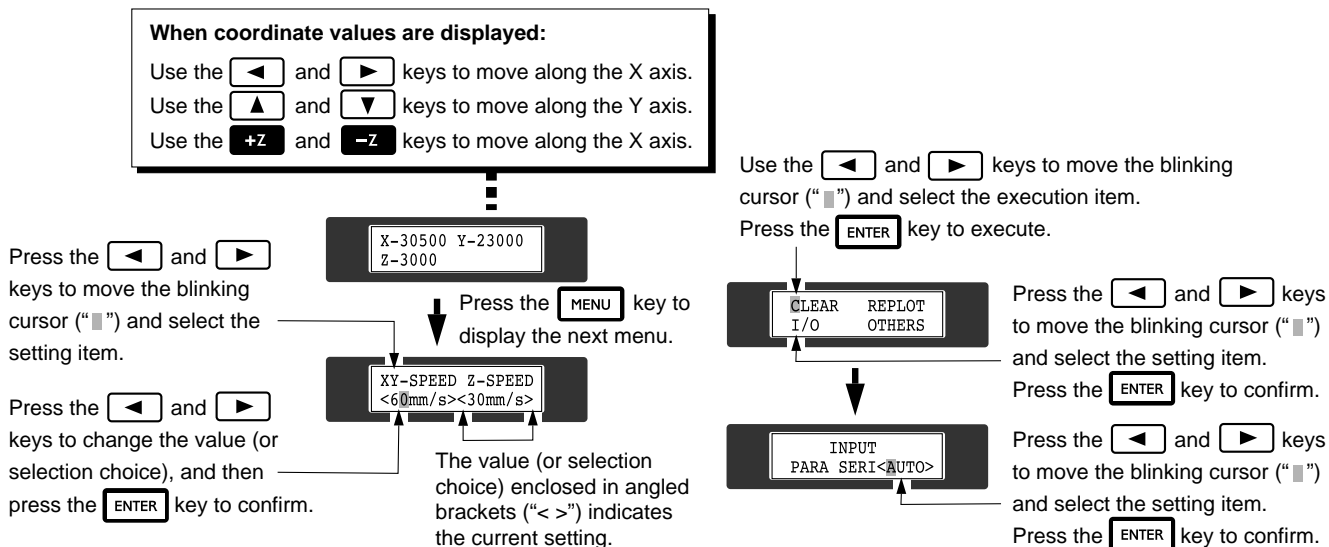 When coordinate values are displayed:
Use the ◄ and ► keys to move along the X axis.
Use the ▲ and ▼ keys to move along the Y axis.
Use the +Z and −Z keys to move along the X axis.
X-30500 Y-23000
Z-3000
Press the ◄ and ►
keys to move the blinking
cursor (“ ”) and select the
setting item.
Press the MENU key to
display the next menu.
XY-SPEED Z-SPEED
<60mm/s><30mm/s>
Press the ◄ and ►
keys to change the value (or
selection choice), and then
press the ENTER key to confirm.
The value (or selection
choice) enclosed in angled
brackets (“< >”) indicates
the current setting.
Use the ◄ and ► keys to move the blinking
cursor (“ ”) and select the execution item.
Press the ENTER key to execute.
CLEAR REPLOT
I/O OTHERS
Press the ◄ and ► keys
to move the blinking cursor (“ ”)
and select the setting item.
Press the ENTER key to confirm.
INPUT
PARA SERI<AUTO>
Press the ◄ and ► keys
to move the blinking cursor (“ ”)
and select the setting item.
Press the ENTER key to confirm.